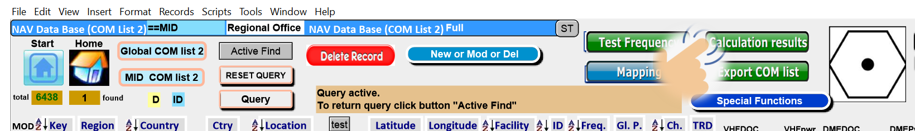 File Edit View Insert Format Records Scripts Tools Window Help
NAV Data Base (COM List 2) ==MID Regional Office NAV Data Base (COM List 2) Full ST
Start Home Global COM list 2 Active Find Delete Record New or Mod or Del Test Frequen Calculation results
MID COM list 2 RESET QUERY Mapping export COM list
total 6438 1 found D ID Query Query active.
To return query click button "Active Find" Special Functions
MOD Key Region Country Ctry Location test Latitude Longitude Facility ID Freq. Gl. P. Ch. TRD VHFDOC VHFpwr DMEDOC